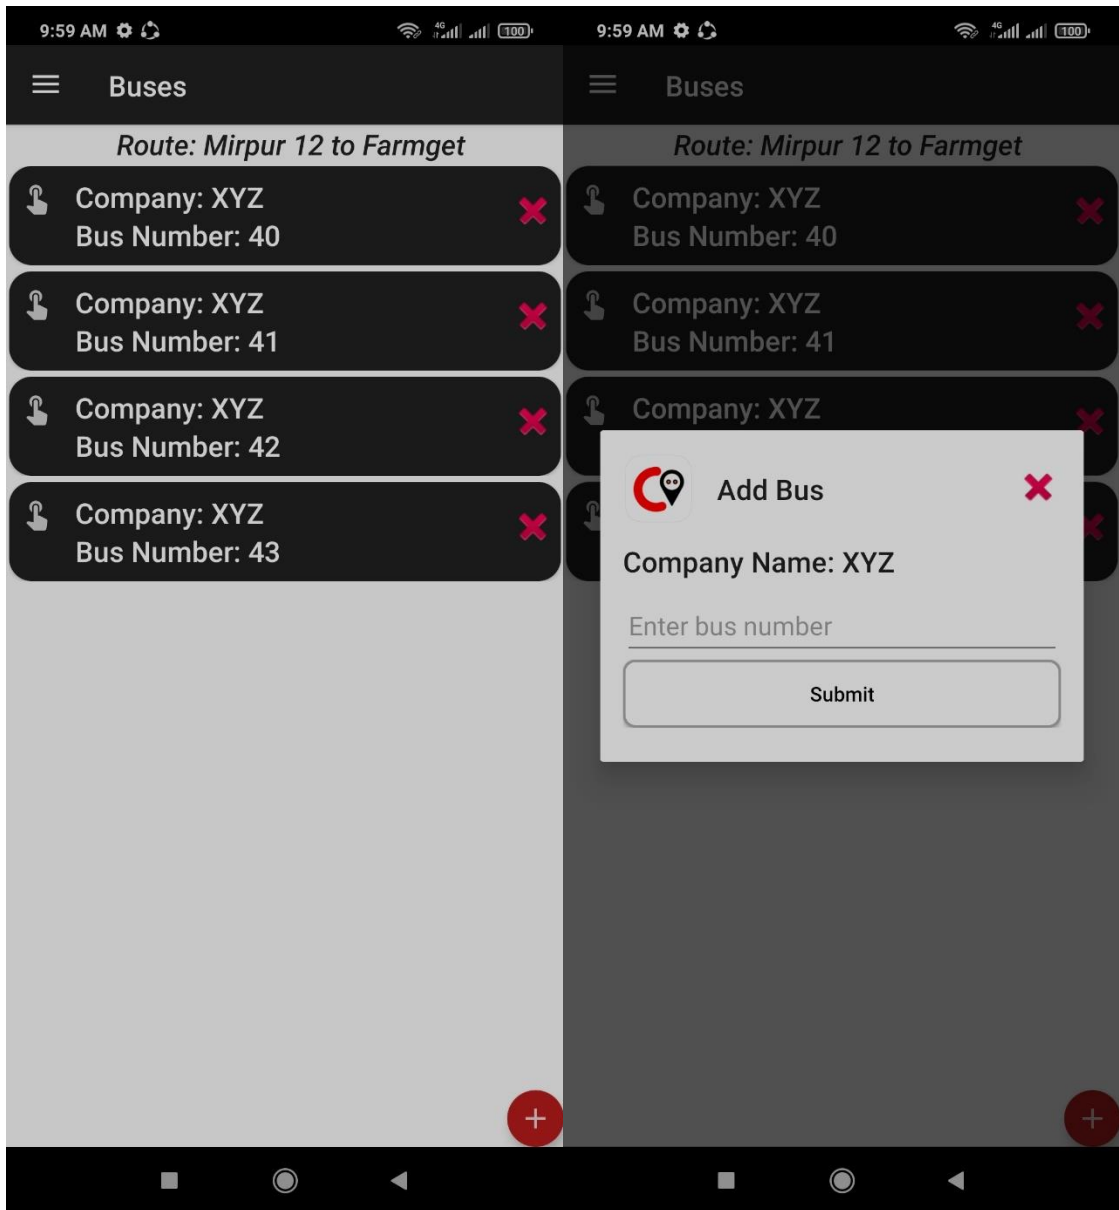 9:59 AM
4G
100
Buses
Route: Mirpur 12 to Farmget
Company: XYZ
Bus Number: 40
Company: XYZ
Bus Number: 41
Company: XYZ
Bus Number: 42
Company: XYZ
Bus Number: 43
+
9:59 AM
4G
100
Buses
Route: Mirpur 12 to Farmget
Company: XYZ
Bus Number: 40
Company: XYZ
Bus Number: 41
Company: XYZ
Add Bus
Company Name: XYZ
Enter bus number
Submit
+